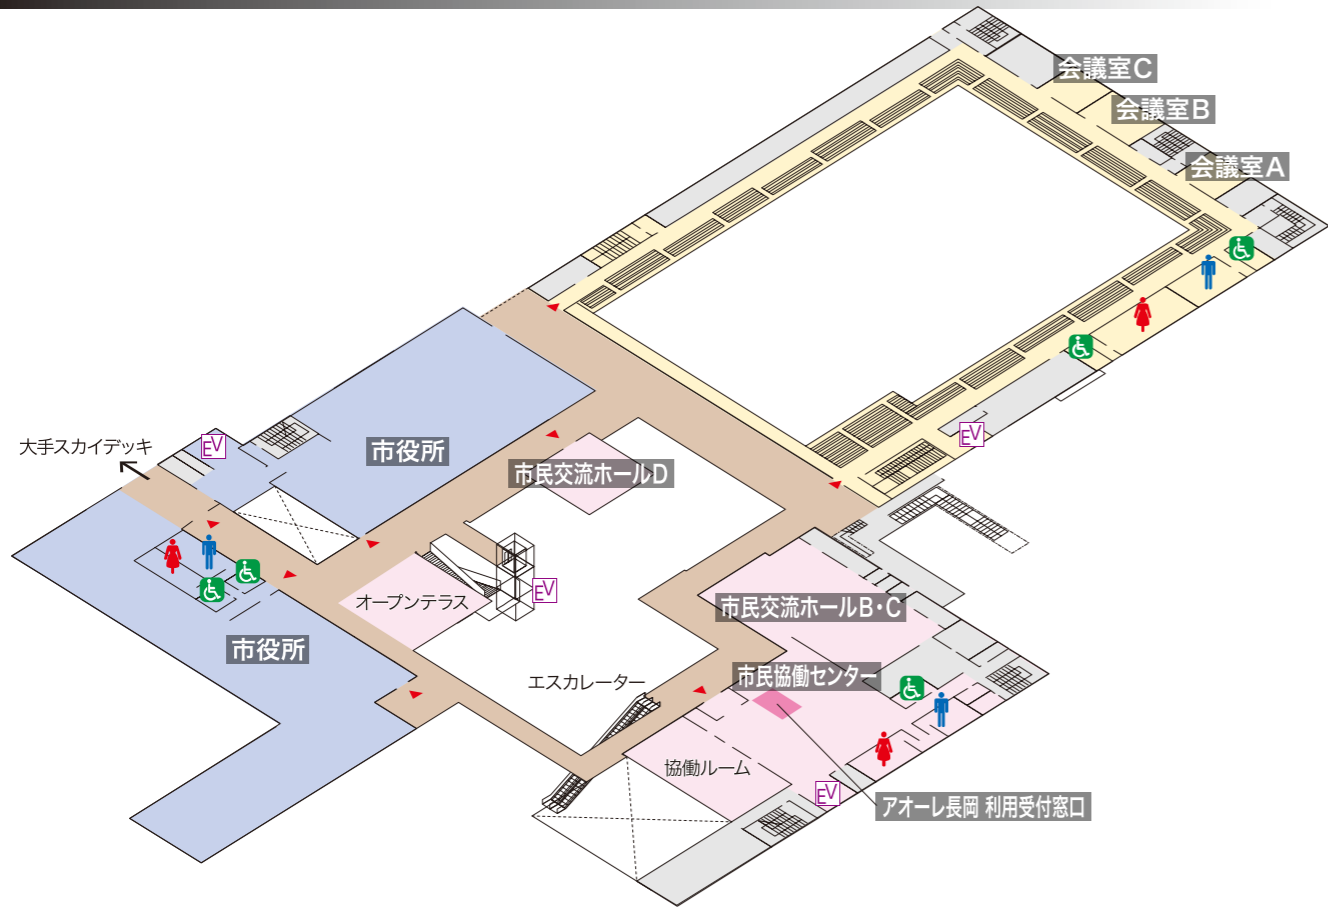 会議室C
会議室B
会議室A
大手スカイデッキ
EV
市役所
EV
市民交流ホールD
EV
オープンテラス
市民交流ホールB・C
市役所
市民協働センター
エスカレーター
協働ルーム
EV
アオーレ長岡 利用受付窓口